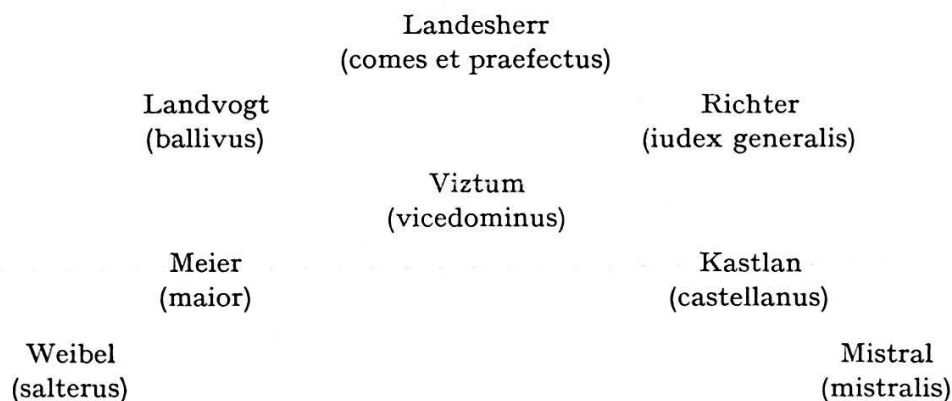 Landesherr
(comes et praefectus)
Landvogt Richter
(ballivus) (iudex generalis)
Viztum
(vicedominus)
Meier Kastlan
(maior) (castellanus)
Weibel Mistral
(salterus) (mistralis)